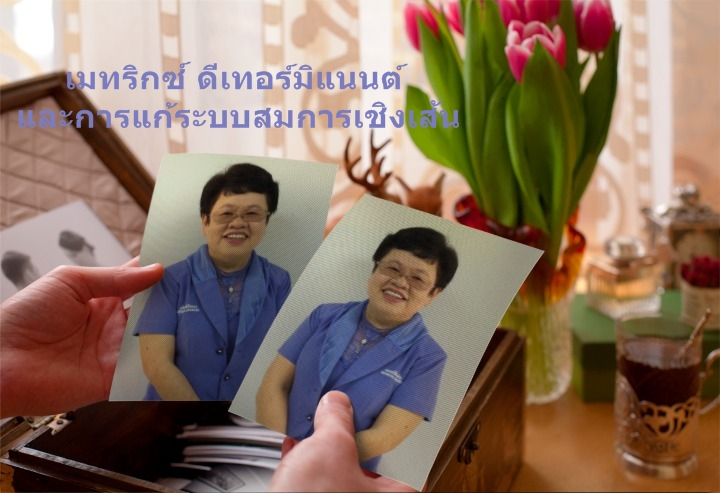 เมทริกซ์ ดีเทอร์มิแนนต์
และการแก้ระบบสมการเชิงเส้น